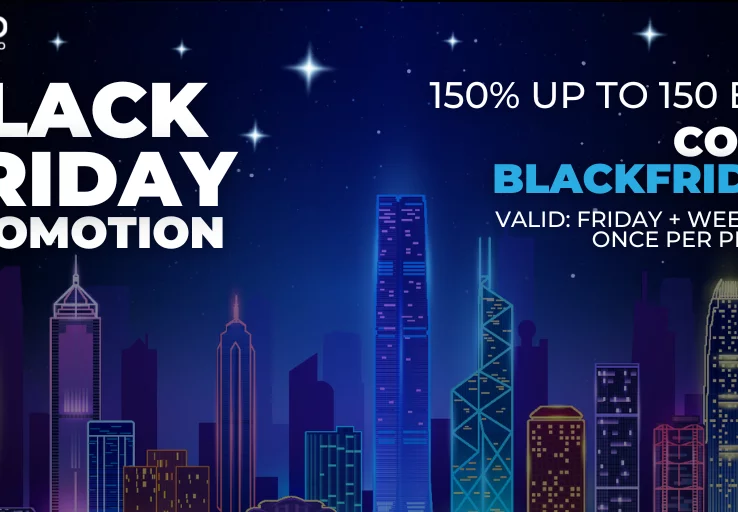 LACK
RIDAY
OMOTION
150% UP TO 150 E
CO
BLACKFRID
VALID: FRIDAY + WEE
ONCE PER P